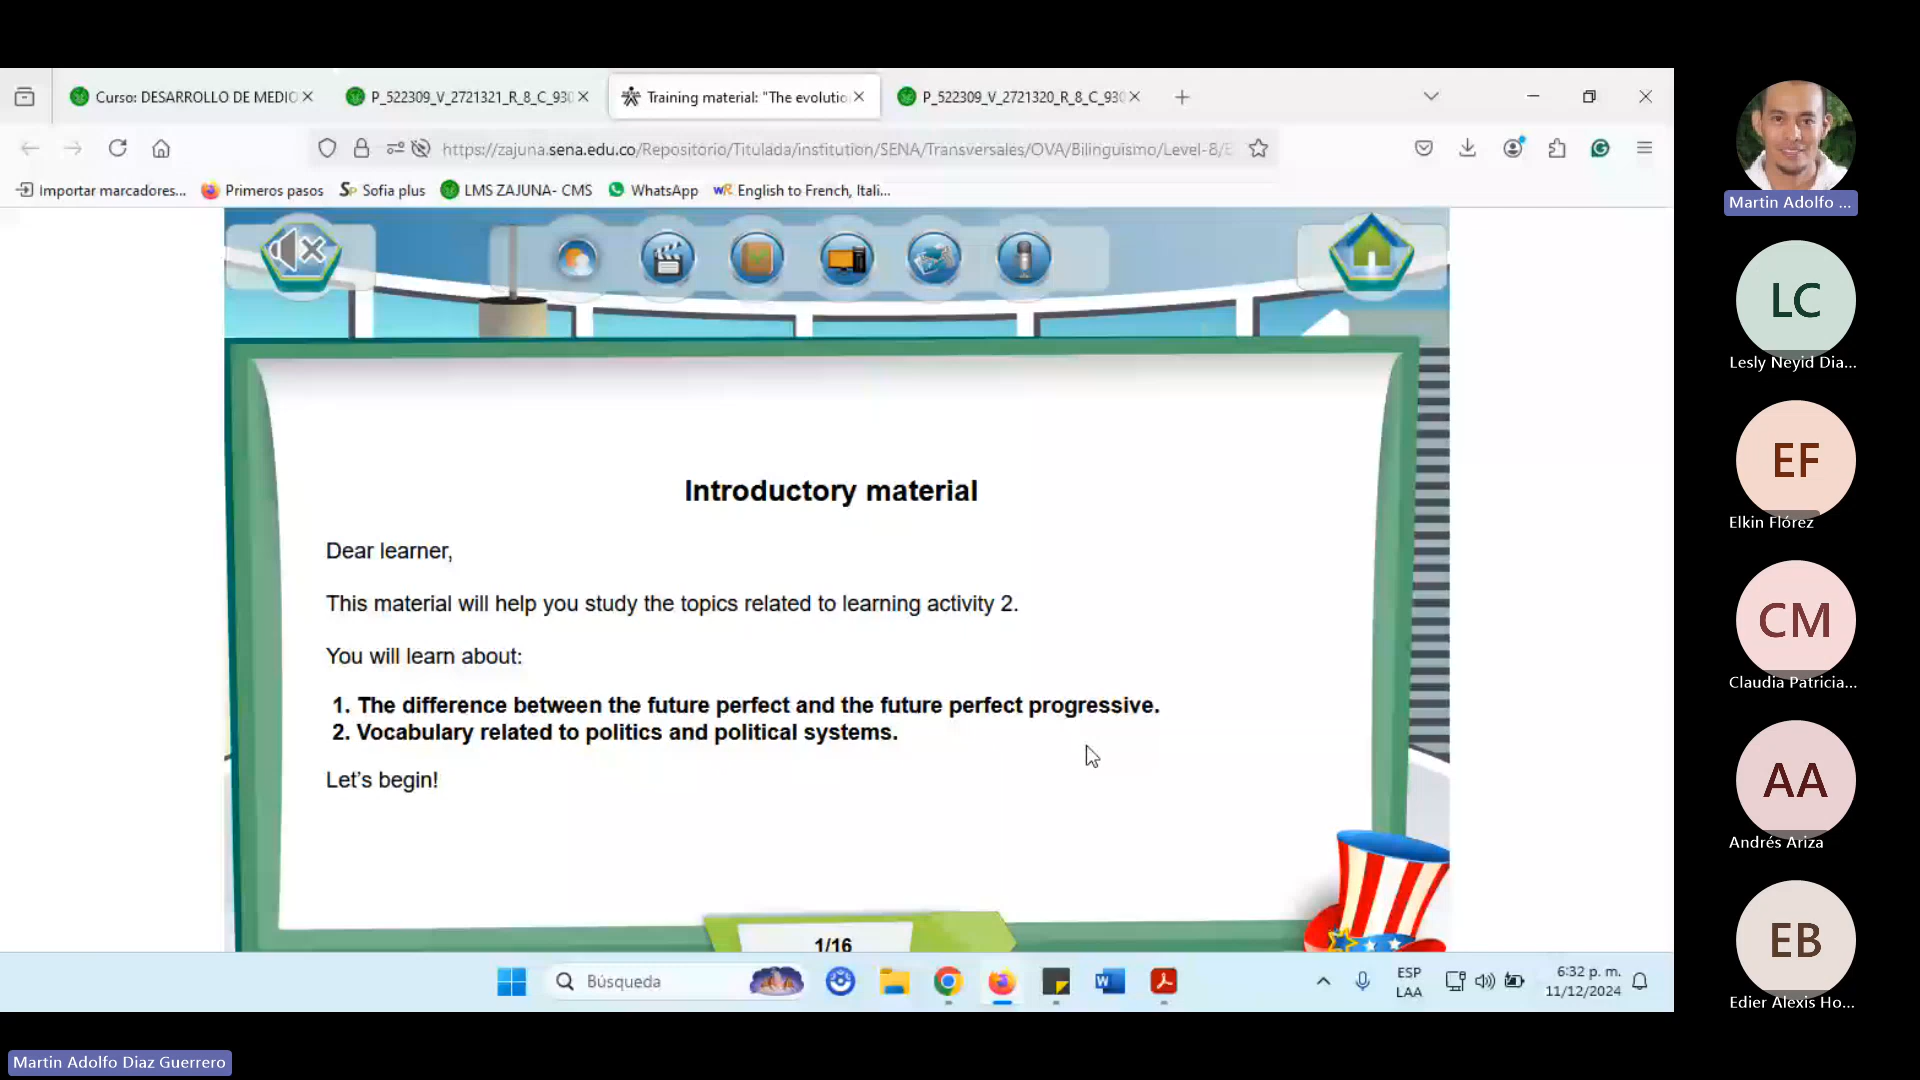 Curso: DESARROLLO DE MEDIO
P_522309_V_2721321_R_8_C_930
Training material: "The evolutio
P_522309_V_2721320_R_8_C_930
https://zajuna.sena.edu.co/Repositorio/Titulada/institution/SENA/Transversales/OVA/Bilinguismo/Level-8/E
Importar marcadores...
Primeros pasos
Sofia plus
LMS ZAJUNA- CMS
WhatsApp
English to French, Itali...
Introductory material
Dear learner,
This material will help you study the topics related to learning activity 2.
You will learn about:
1. The difference between the future perfect and the future perfect progressive.
2. Vocabulary related to politics and political systems.
Let's begin!
1/16
Búsqueda
ESP
LAA
6:32 p. m.
11/12/2024
Martin Adolfo ...
LC
Lesly Neyid Dia...
EF
Elkin Flórez
CM
Claudia Patricia...
AA
Andrés Ariza
EB
Edier Alexis Ho...
Martin Adolfo Diaz Guerrero